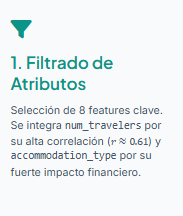 1. Filtrado de
Atributos
Selección de 8 features clave.
Se integra num_travelers por
su alta correlación (r ≈ 0.61) y
accommodation_type por su
fuerte impacto financiero.